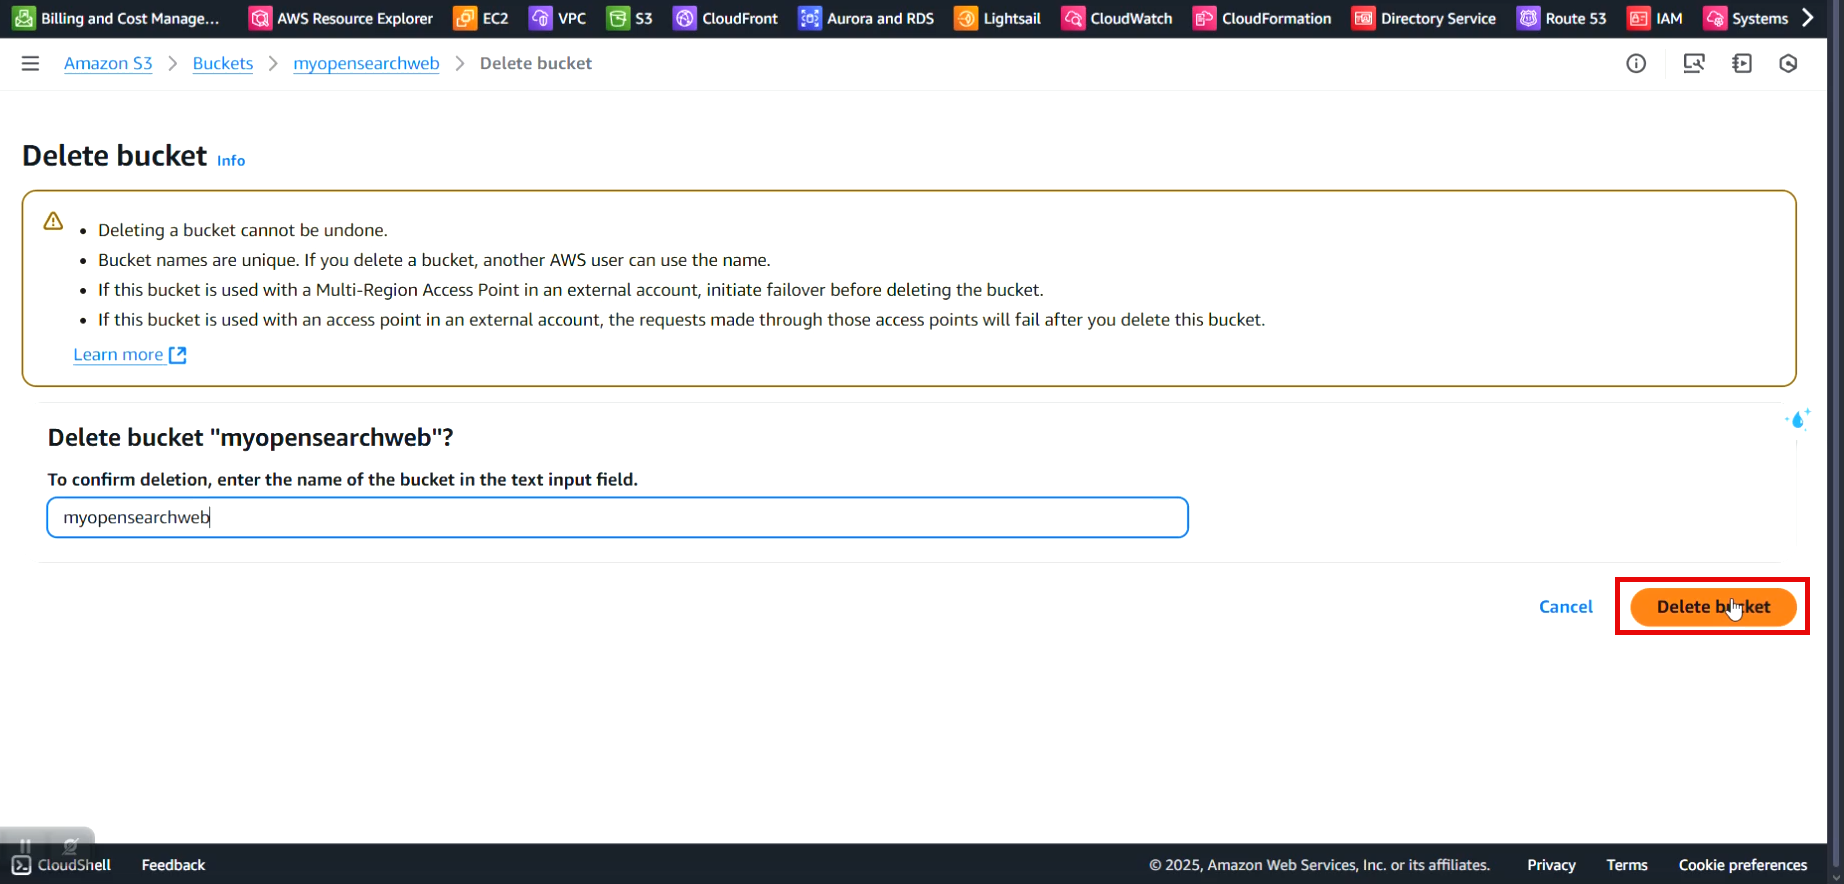 Billing and Cost Manage... AWS Resource Explorer EC2 VPC S3 CloudFront Aurora and RDS Lightsail CloudWatch CloudFormation Directory Service Route 53 IAM Systems
Amazon S3 > Buckets > myopensearchweb > Delete bucket
Delete bucket Info
• Deleting a bucket cannot be undone.
• Bucket names are unique. If you delete a bucket, another AWS user can use the name.
• If this bucket is used with a Multi-Region Access Point in an external account, initiate failover before deleting the bucket.
• If this bucket is used with an access point in an external account, the requests made through those access points will fail after you delete this bucket.
Learn more
Delete bucket "myopensearchweb"?
To confirm deletion, enter the name of the bucket in the text input field.
myopensearchweb
Cancel Delete bucket
CloudShell Feedback © 2025, Amazon Web Services, Inc. or its affiliates. Privacy Terms Cookie preferences